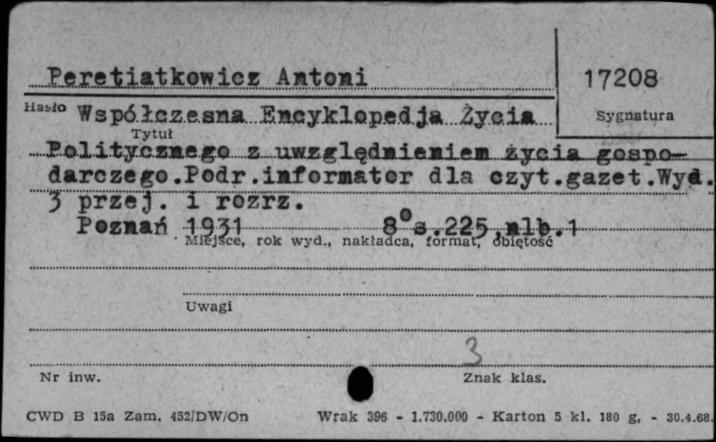 Peretiatkowicz Antoni
17208
Hasło Współczesna Encyklopedja Życia
Sygnatura
Tytuł
Politycznego z uwzględnieniem życia gospo-
darczego.Podr.informator dla czyt.gazet.Wyd.
3 przej. i rozrz.
Poznań 1931 8°s.225,nlb.1
Miejsce, rok wyd., nakładca, format, objętość
Uwagi
3
Nr inw. Znak klas.
CWD B 15a Zam. 452/DW/On Wrak 396 - 1.730.000 - Karton 5 kl. 180 g, - 30.4.68.